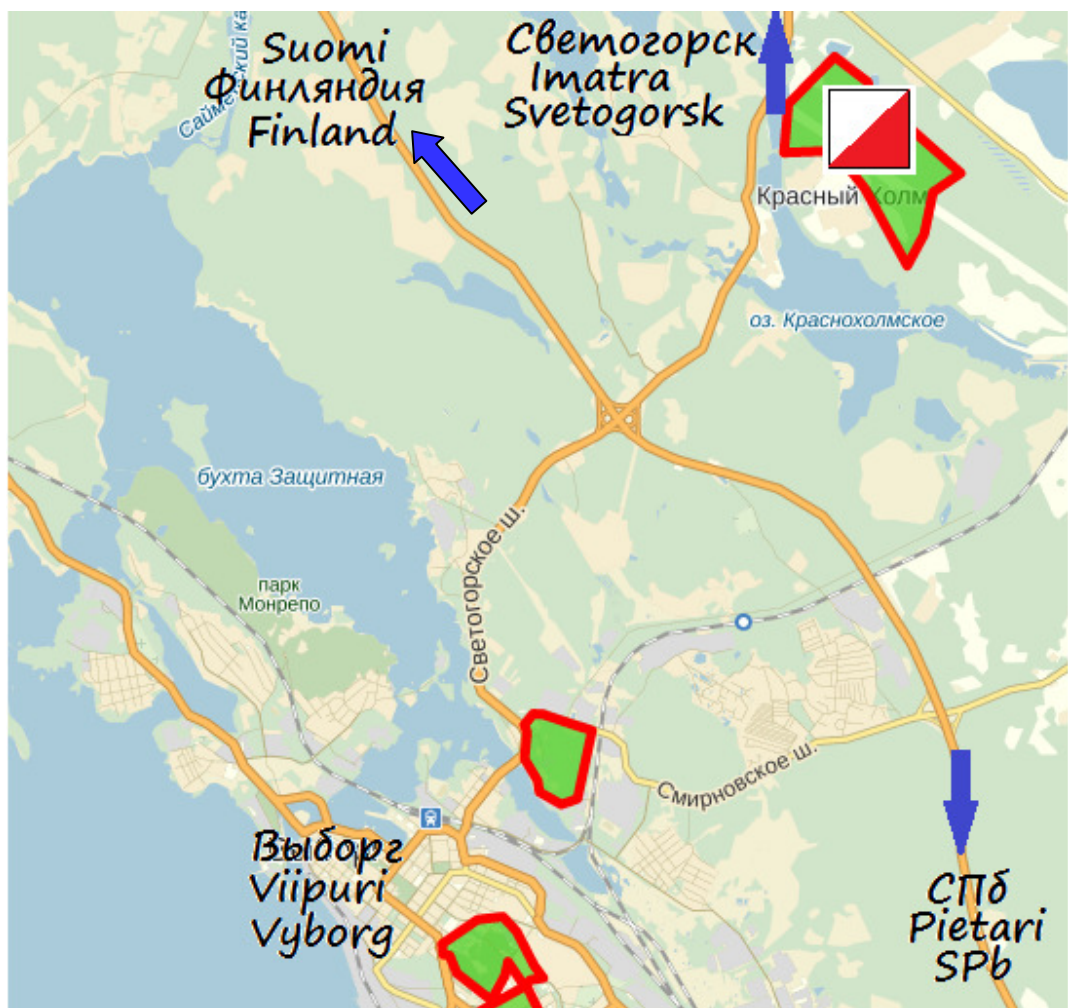 Suomi
Финляндия
Finland
Светогорск
Imatra
Svetogorsk
Красный Холм
оз. Краснохолмское
бухта Защитная
парк
Монрепо
Светогорское ш.
Смирновское ш.
Выборг
Viipuri
Vyborg
СПб
Pietari
SPb